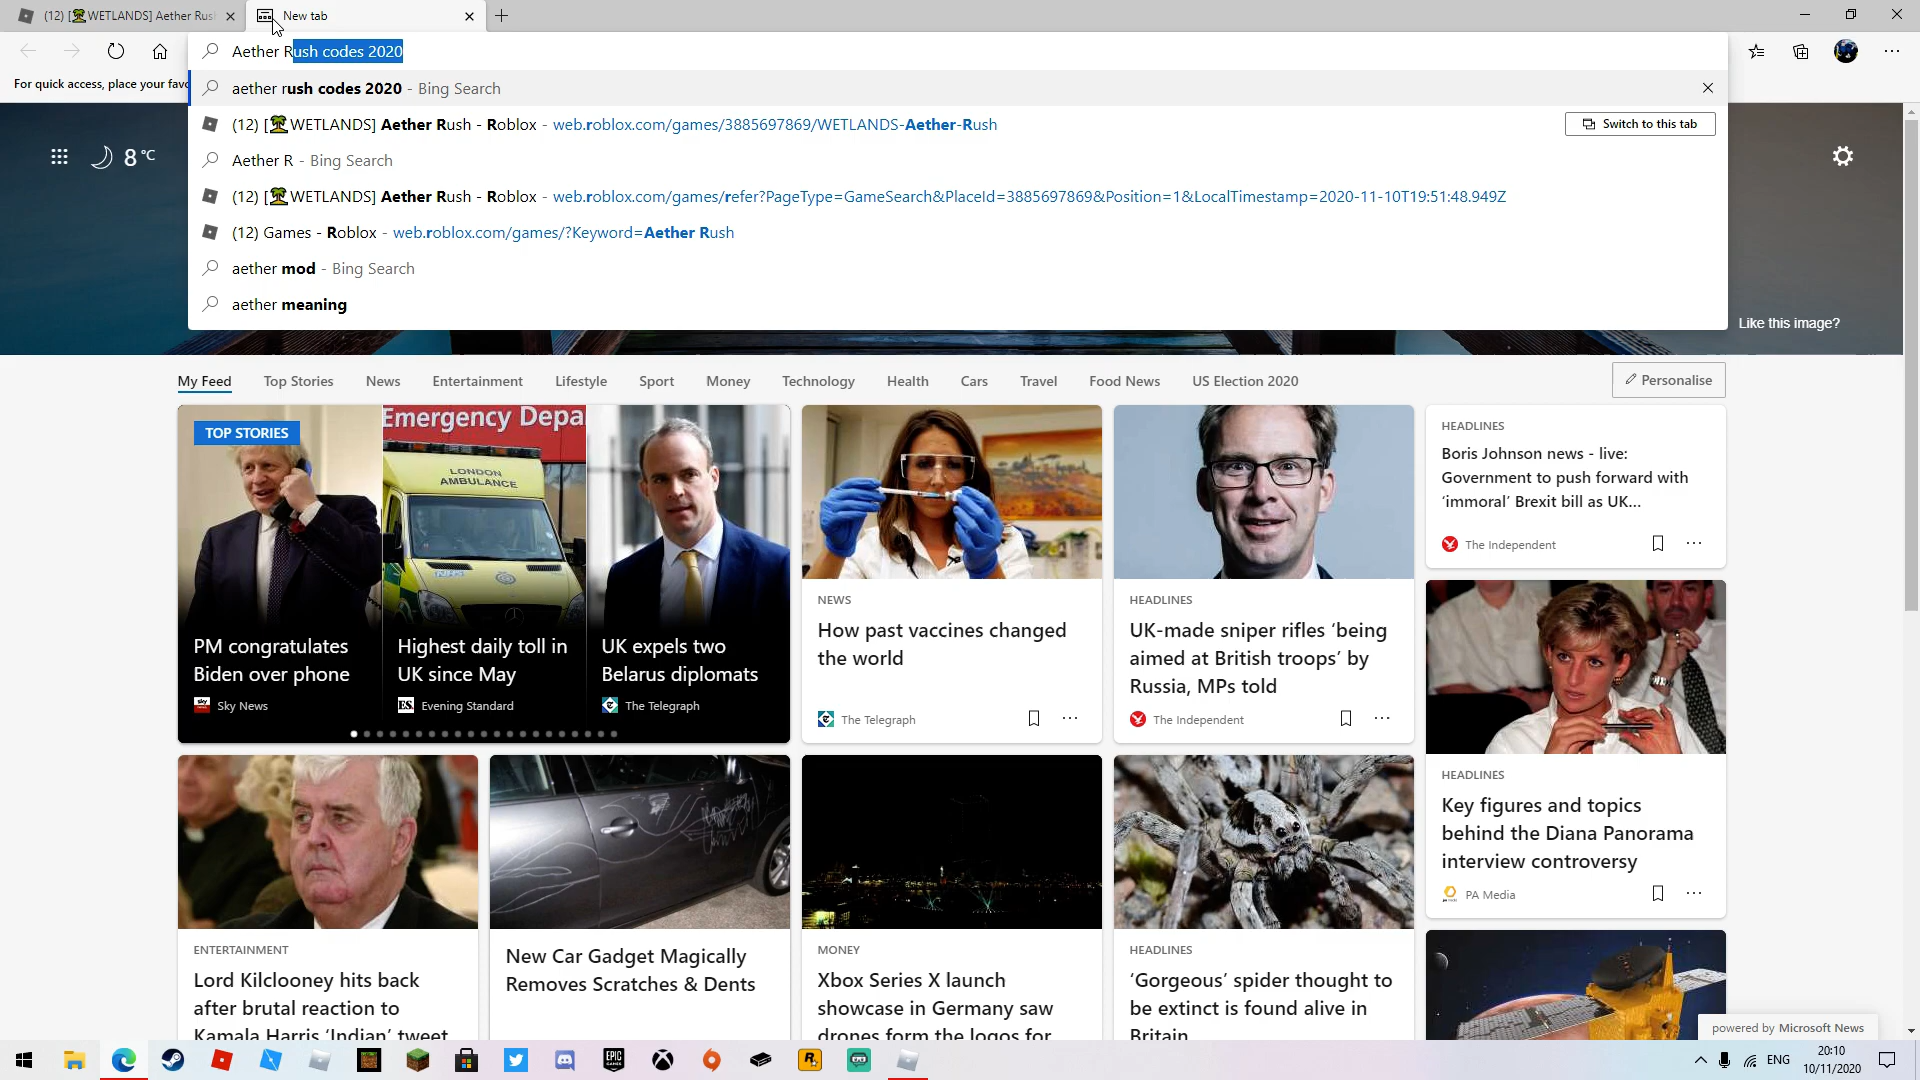 (12) [🌴WETLANDS] Aether Rus
New tab
Aether Rush codes 2020
For quick access, place your favo
aether rush codes 2020 - Bing Search
(12) [🌴WETLANDS] Aether Rush - Roblox - web.roblox.com/games/3885697869/WETLANDS-Aether-Rush
Switch to this tab
Aether R - Bing Search
(12) [🌴WETLANDS] Aether Rush - Roblox - web.roblox.com/games/refer?PageType=GameSearch&PlaceId=3885697869&Position=1&LocalTimestamp=2020-11-10T19:51:48.949Z
(12) Games - Roblox - web.roblox.com/games/?Keyword=Aether Rush
aether mod - Bing Search
aether meaning
8 °C
Like this image?
My Feed Top Stories News Entertainment Lifestyle Sport Money Technology Health Cars Travel Food News US Election 2020
Personalise
TOP STORIES
Emergency Depa
LONDON
AMBULANCE
PM congratulates
Biden over phone
Sky News
Highest daily toll in
UK since May
ES. Evening Standard
UK expels two
Belarus diplomats
The Telegraph
NEWS
How past vaccines changed
the world
The Telegraph
HEADLINES
UK-made sniper rifles ‘being
aimed at British troops’ by
Russia, MPs told
The Independent
HEADLINES
Boris Johnson news - live:
Government to push forward with
‘immoral’ Brexit bill as UK...
The Independent
HEADLINES
Key figures and topics
behind the Diana Panorama
interview controversy
PA Media
ENTERTAINMENT
Lord Kilclooney hits back
after brutal reaction to
Kamala Harris ‘Indian’ tweet
New Car Gadget Magically
Removes Scratches & Dents
MONEY
Xbox Series X launch
showcase in Germany saw
drones form the logos for
HEADLINES
‘Gorgeous’ spider thought to
be extinct is found alive in
Britain
powered by Microsoft News
EPIC
GAMES
ENG
20:10
10/11/2020